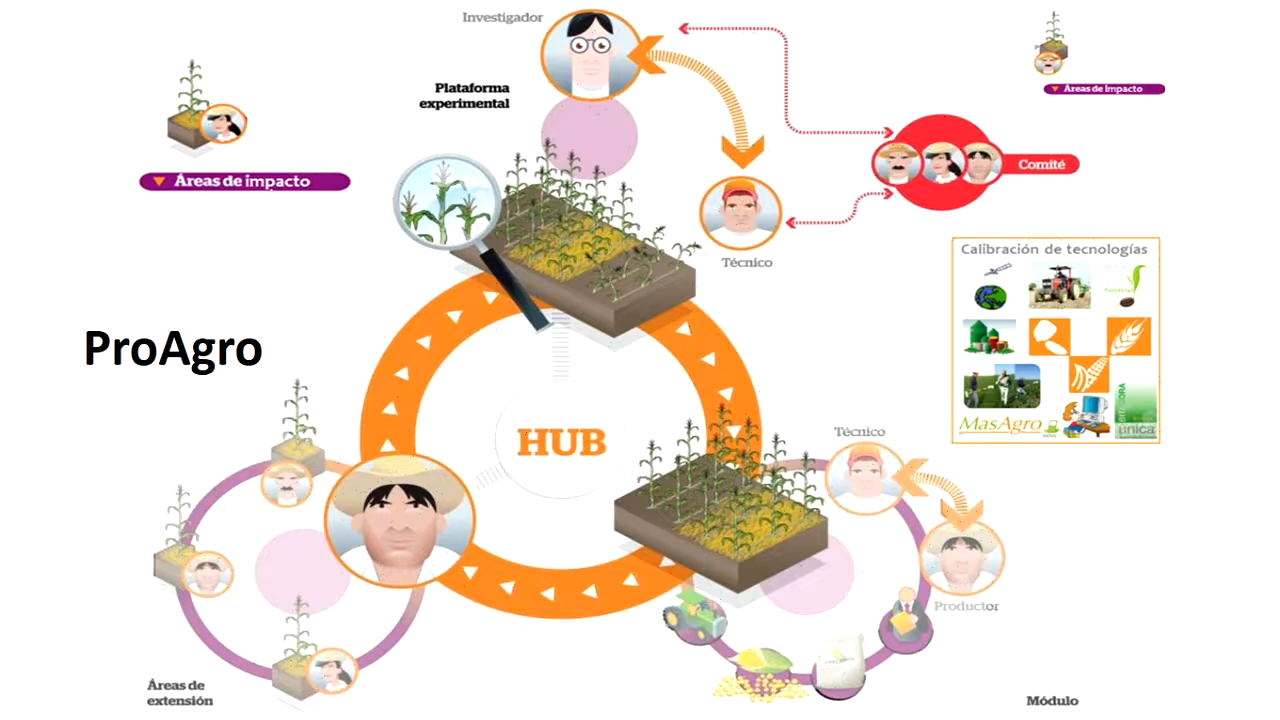 Investigador
Plataforma
experimental
Áreas de impacto
Áreas de Impacto
Comité
Técnico
Calibración de tecnologías
MasAgro
única
ProAgro
HUB
Técnico
Productor
Áreas de
extensión
Módulo